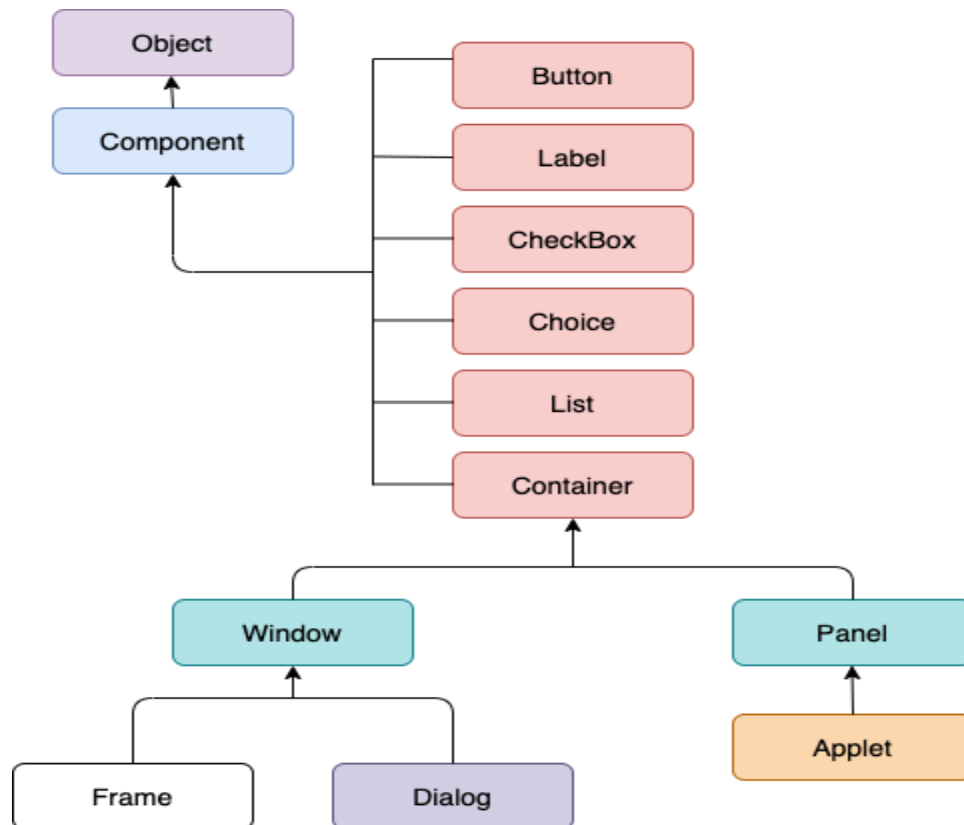 Object
Component
Button
Label
CheckBox
Choice
List
Container
Window
Panel
Frame
Dialog
Applet